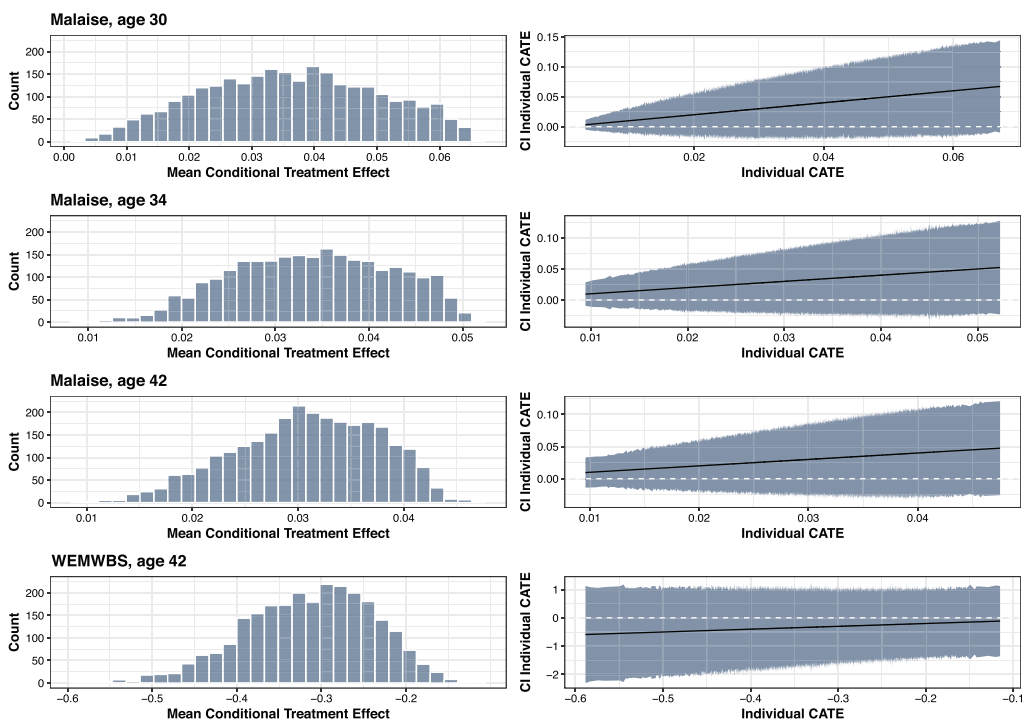 Malaise, age 30
200
150
100
50
0
Count
0.00 0.01 0.02 0.03 0.04 0.05 0.06
Mean Conditional Treatment Effect
CI Individual CATE
0.15
0.10
0.05
0.00
0.02 0.04 0.06
Individual CATE
Malaise, age 34
200
150
100
50
0
Count
0.01 0.02 0.03 0.04 0.05
Mean Conditional Treatment Effect
CI Individual CATE
0.10
0.05
0.00
0.01 0.02 0.03 0.04 0.05
Individual CATE
Malaise, age 42
200
150
100
50
0
Count
0.01 0.02 0.03 0.04
Mean Conditional Treatment Effect
CI Individual CATE
0.10
0.05
0.00
0.01 0.02 0.03 0.04
Individual CATE
WEMWBS, age 42
200
150
100
50
0
Count
−0.6 −0.5 −0.4 −0.3 −0.2
Mean Conditional Treatment Effect
CI Individual CATE
1
0
−1
−2
−0.6 −0.5 −0.4 −0.3 −0.2 −0.1
Individual CATE